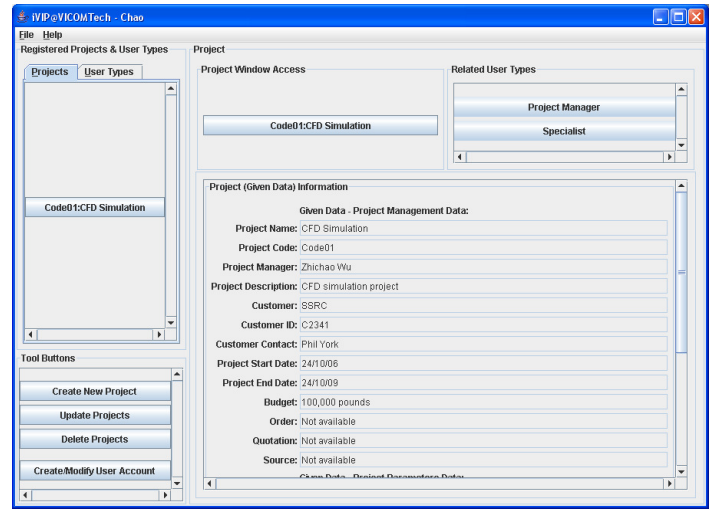 iVIP@VICOMTech - Chao
File Help
Registered Projects & User Types
Projects User Types
Code01:CFD Simulation
Tool Buttons
Create New Project
Update Projects
Delete Projects
Create/Modify User Account
Project
Project Window Access
Code01:CFD Simulation
Related User Types
Project Manager
Specialist
Project (Given Data) Information
Given Data - Project Management Data:
Project Name: CFD Simulation
Project Code: Code01
Project Manager: Zhichao Wu
Project Description: CFD simulation project
Customer: SSRC
Customer ID: C2341
Customer Contact: Phil York
Project Start Date: 24/10/06
Project End Date: 24/10/09
Budget: 100,000 pounds
Order: Not available
Quotation: Not available
Source: Not available
Given Data - Project Parameters Data: